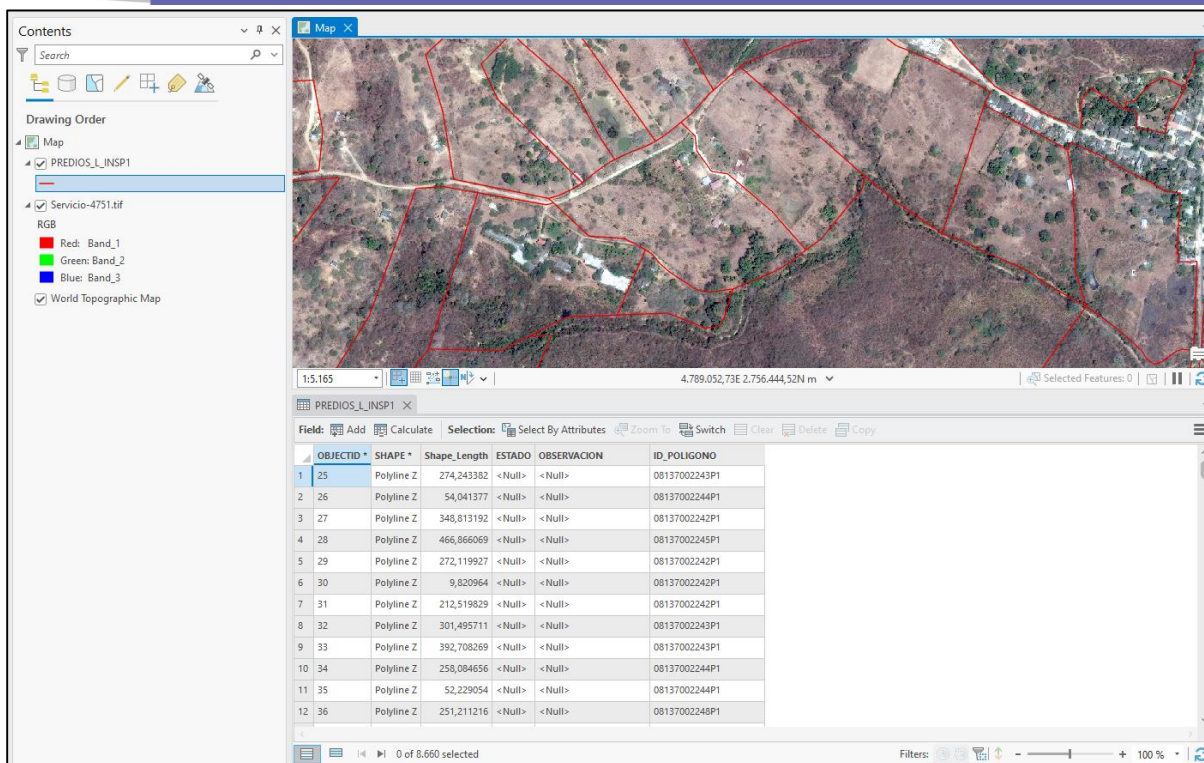 Contents
Search
Drawing Order
Map
PREDIOS_L_INSP1
Servicio-4751.tif
RGB
Red: Band_1
Green: Band_2
Blue: Band_3
World Topographic Map
Map
1:5.165
4.789.052,73E 2.756.444,52N m
Selected Features: 0
PREDIOS_L_INSP1
Field: Add Calculate Selection: Select By Attributes Zoom To Switch Clear Delete Copy
OBJECTID * SHAPE * Shape_Length ESTADO OBSERVACION ID_POLIGONO
1 25 Polyline Z 274,243382 <Null> <Null> 08137002243P1
2 26 Polyline Z 54,041377 <Null> <Null> 08137002244P1
3 27 Polyline Z 348,813192 <Null> <Null> 08137002242P1
4 28 Polyline Z 466,866069 <Null> <Null> 08137002245P1
5 29 Polyline Z 272,119927 <Null> <Null> 08137002242P1
6 30 Polyline Z 9,820964 <Null> <Null> 08137002242P1
7 31 Polyline Z 212,519829 <Null> <Null> 08137002242P1
8 32 Polyline Z 301,495711 <Null> <Null> 08137002243P1
9 33 Polyline Z 392,708269 <Null> <Null> 08137002243P1
10 34 Polyline Z 258,084656 <Null> <Null> 08137002244P1
11 35 Polyline Z 52,229054 <Null> <Null> 08137002244P1
12 36 Polyline Z 251,211216 <Null> <Null> 08137002248P1
0 of 8.660 selected
Filters:
100 %